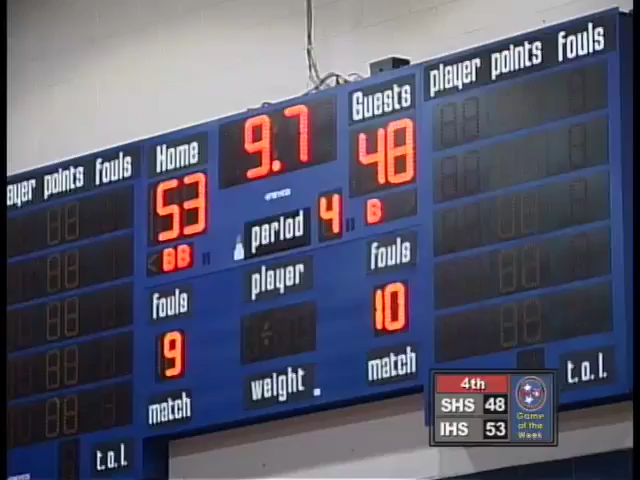 player points fouls
Guests
9.7
Home
ayer points fouls
48
53
4
B
period
BB
fouls
player
fouls
10
9
match
weight
match
t.o.l.
t.o.l.
4th
SHS 48
IHS 53
Game
of the
Week